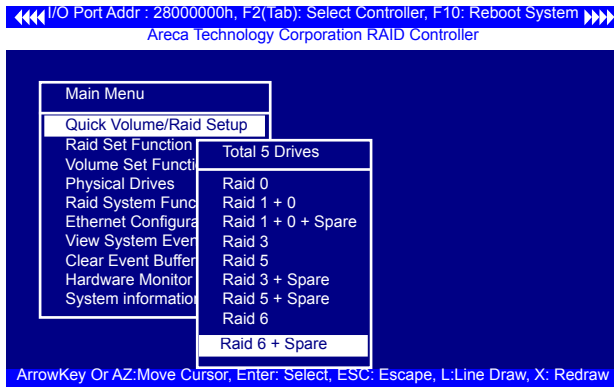 I/O Port Addr : 28000000h, F2(Tab): Select Controller, F10: Reboot System
Areca Technology Corporation RAID Controller
Main Menu
Quick Volume/Raid Setup
Raid Set Function
Volume Set Functi
Physical Drives
Raid System Func
Ethernet Configura
View System Even
Clear Event Buffer
Hardware Monitor
System informatio
Total 5 Drives
Raid 0
Raid 1 + 0
Raid 1 + 0 + Spare
Raid 3
Raid 5
Raid 3 + Spare
Raid 5 + Spare
Raid 6
Raid 6 + Spare
ArrowKey Or AZ:Move Cursor, Enter: Select, ESC: Escape, L:Line Draw, X: Redraw